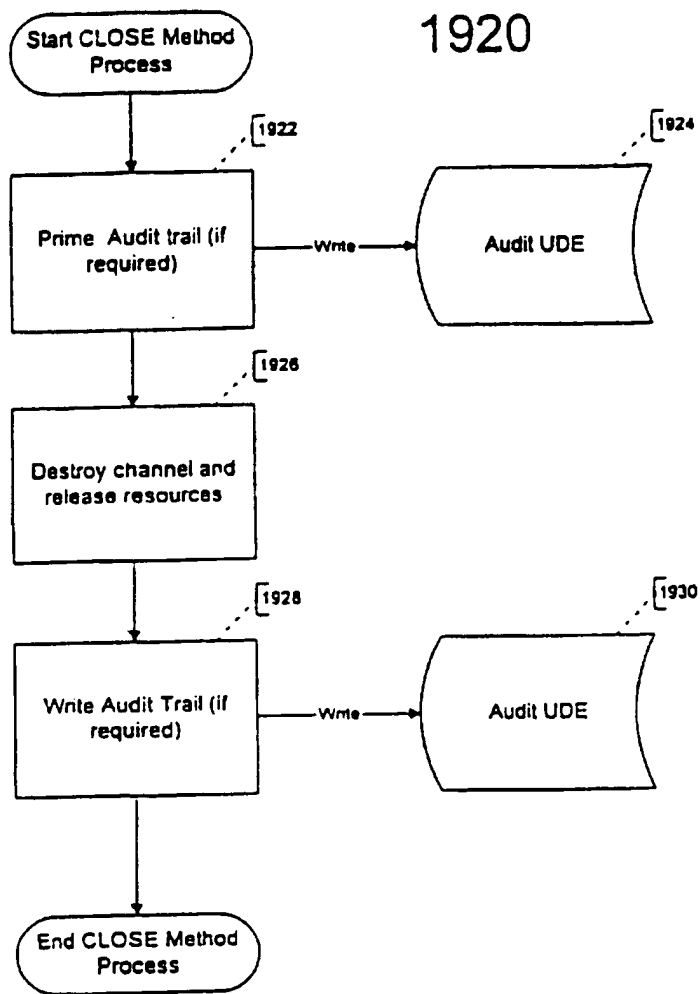 1920
Start CLOSE Method
Process
1922
1924
Prime Audit trail (if
required)
Write
Audit UDE
1926
Destroy channel and
release resources
1928
1930
Write Audit Trail (if
required)
Write
Audit UDE
End CLOSE Method
Process